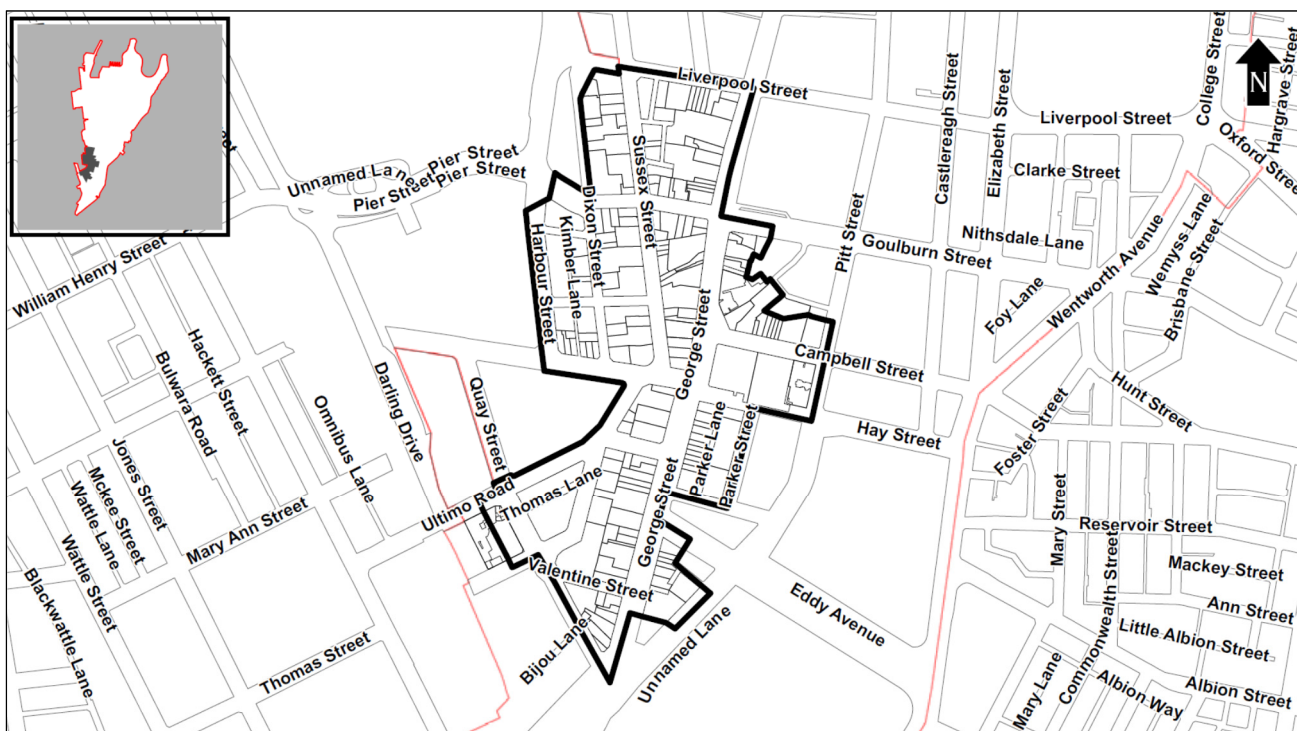 Liverpool Street
College Street
Hargrave Street
N
Castlereagh Street
Elizabeth Street
Liverpool Street
Oxford Street
Sussex Street
Pier Street
Unnamed Lane
Pier Street
Pier Street
Clarke Street
Dixon Street
Kimber Lane
Harbour Street
Pitt Street
Goulburn Street
Nithsdale Lane
Wentworth Avenue
Wemyss Lane
Brisbane Street
William Henry Street
Foy Lane
George Street
Campbell Street
Hackett Street
Bulwara Road
Darling Drive
Quay Street
Omnibus Lane
Hunt Street
Foster Street
Hay Street
Parker Lane
Parker Street
Jones Street
Mckee Street
Wattle Lane
Wattle Street
Blackwattle Lane
Mary Ann Street
Ultimo Road
Thomas Lane
George Street
Valentine Street
Mary Street
Reservoir Street
Mackey Street
Commonwealth Street
Ann Street
Little Albion Street
Eddy Avenue
Unnamed Lane
Bijou Lane
Thomas Street
Mary Lane
Albion Way
Albion Street